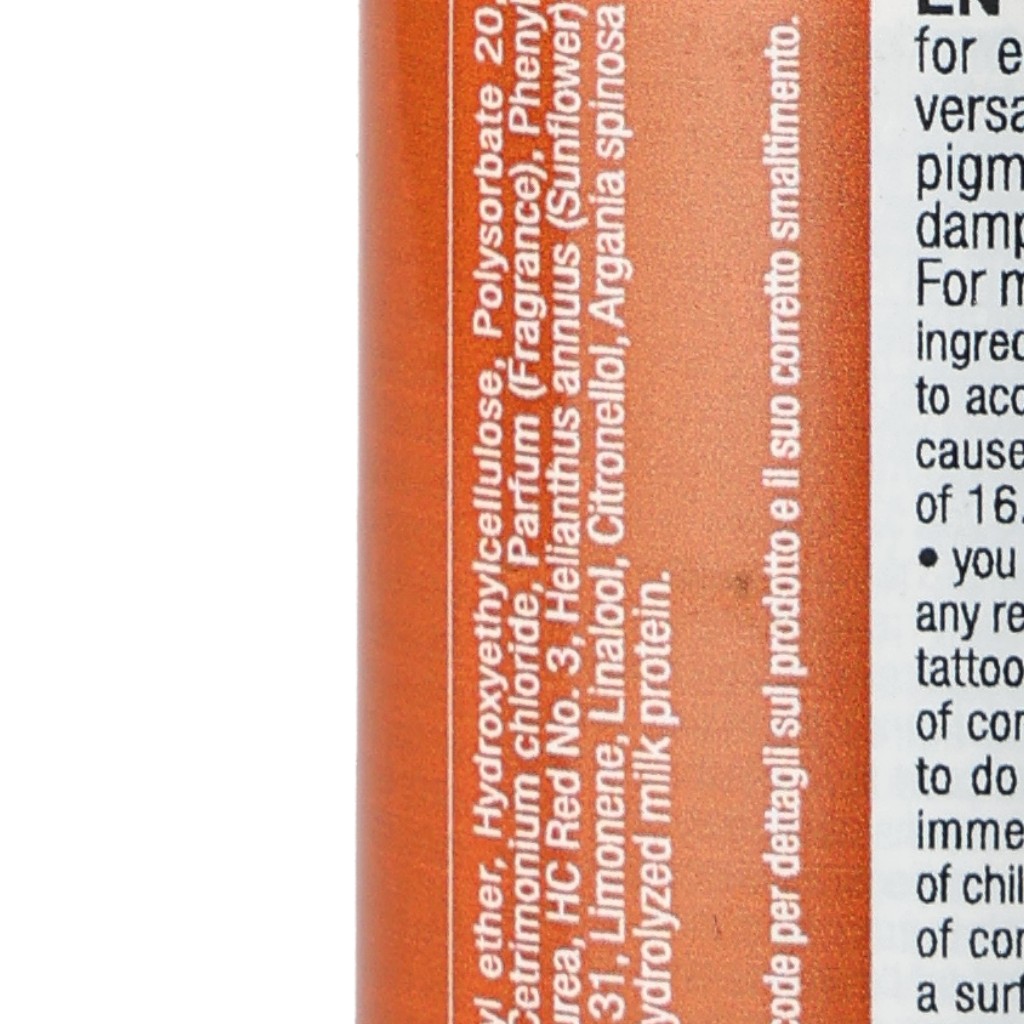 yl ether, Hydroxyethylcellulose, Polysorbate 20,
Cetrimonium chloride, Parfum (Fragrance), Phenyl
urea, HC Red No. 3, Helianthus annuus (Sunflower)
31, Limonene, Linalool, Citronellol, Argania spinosa
ydrolyzed milk protein.
code per dettagli sul prodotto e il suo corretto smaltimento.
EN
for e
versa
pigm
damp
For m
ingred
to acc
cause
of 16.
• you
any re
tattoo
of cor
to do
imme
of chil
of cor
a surf